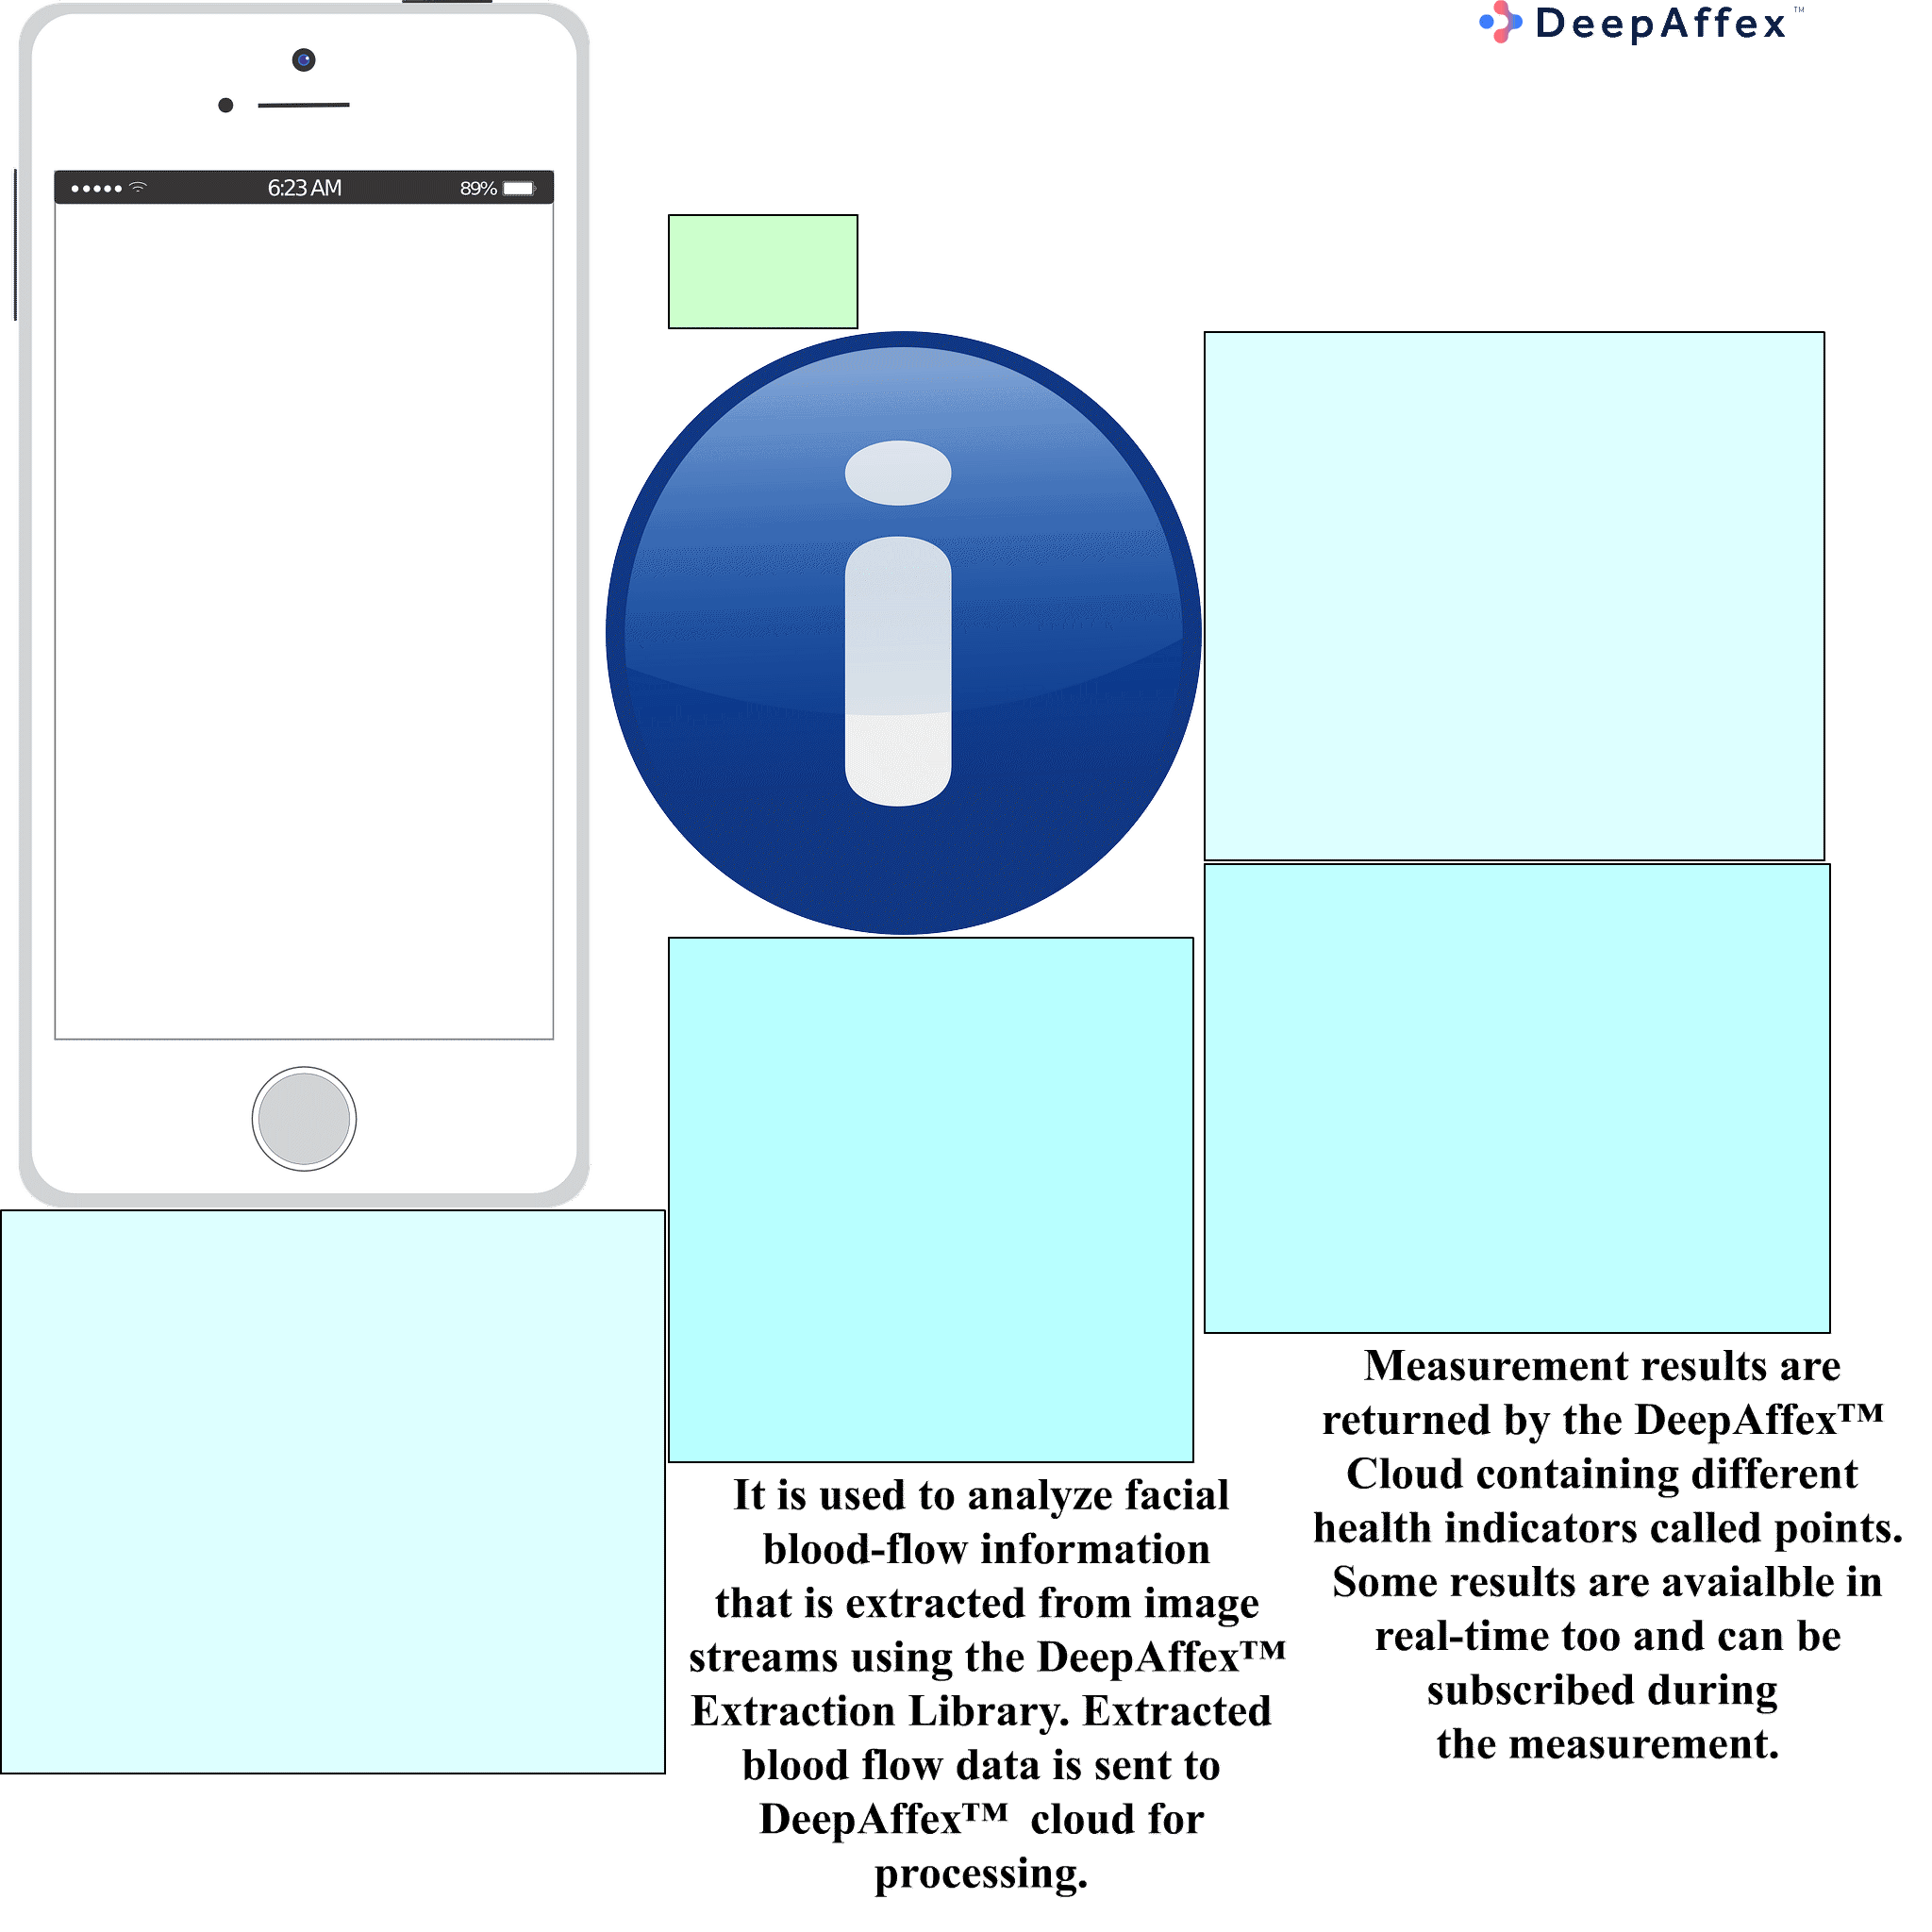 DeepAffex™
6:23 AM
89%
It is used to analyze facial
blood-flow information
that is extracted from image
streams using the DeepAffex™
Extraction Library. Extracted
blood flow data is sent to
DeepAffex™ cloud for
processing.
Measurement results are
returned by the DeepAffex™
Cloud containing different
health indicators called points.
Some results are avaialble in
real-time too and can be
subscribed during
the measurement.